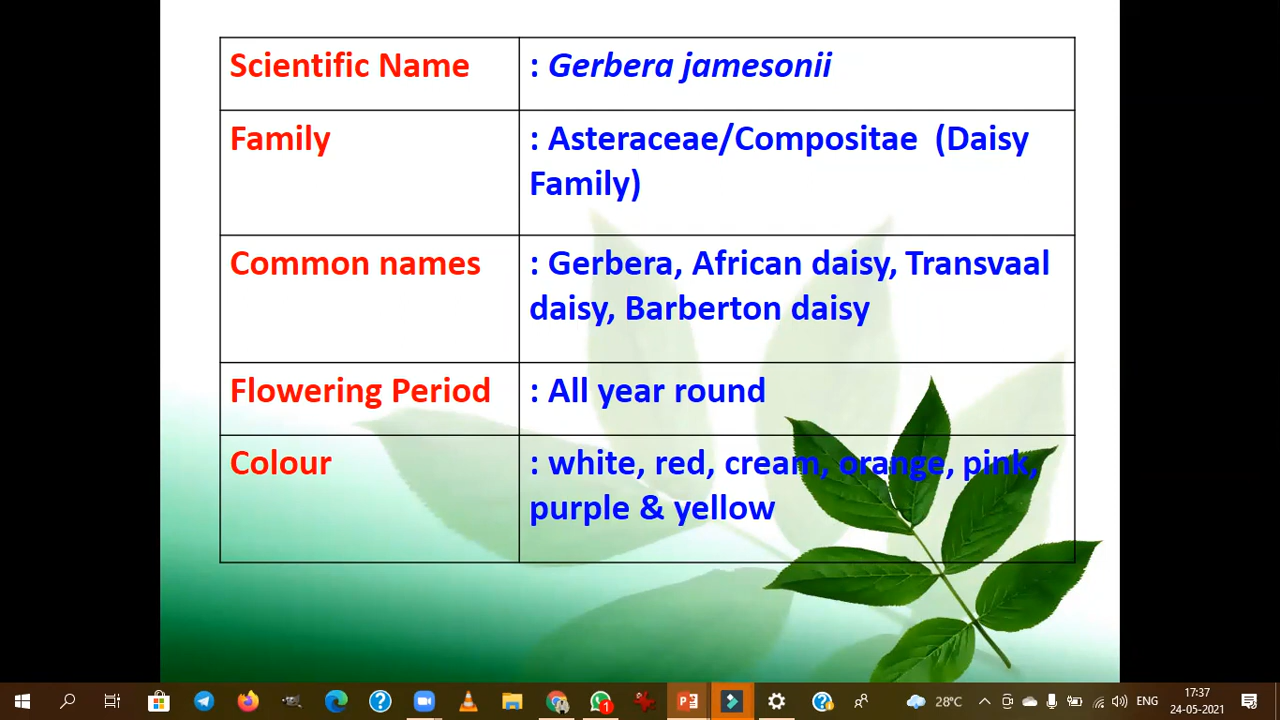 Scientific Name : Gerbera jamesonii
Family : Asteraceae/Compositae (Daisy
Family)
Common names : Gerbera, African daisy, Transvaal
daisy, Barberton daisy
Flowering Period : All year round
Colour : white, red, cream, orange, pink,
purple & yellow
1
28°C
ENG
17:37
24-05-2021